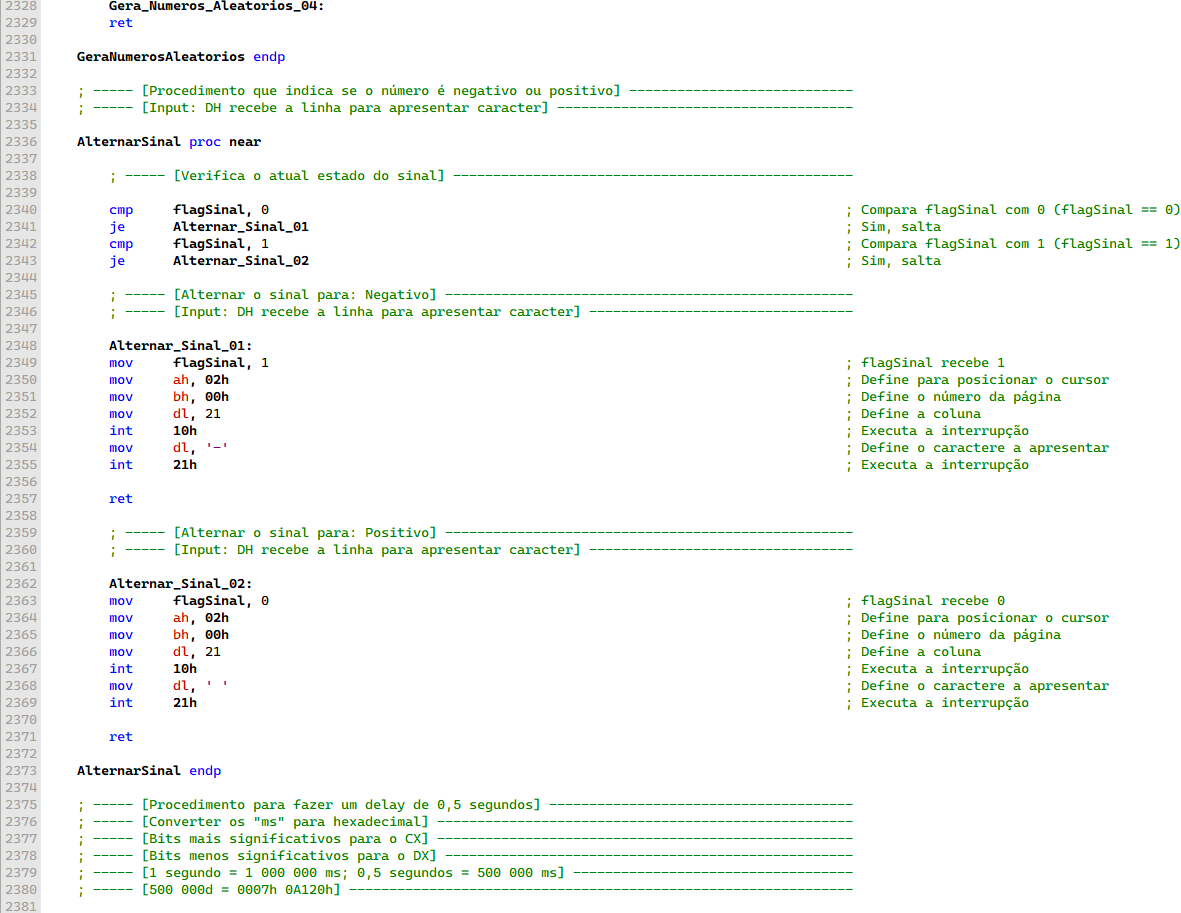 2328 Gera_Numeros_Aleatorios_04:
2329 ret
2330
2331 GeraNumerosAleatorios endp
2332
2333 ; ----- [Procedimento que indica se o número é negativo ou positivo] ----------------------------
2334 ; ----- [Input: DH recebe a linha para apresentar caracter] -------------------------------------
2335
2336 AlternarSinal proc near
2337
2338 ; ----- [Verifica o atual estado do sinal] --------------------------------------------------
2339
2340 cmp flagSinal, 0 ; Compara flagSinal com 0 (flagSinal == 0)
2341 je Alternar_Sinal_01 ; Sim, salta
2342 cmp flagSinal, 1 ; Compara flagSinal com 1 (flagSinal == 1)
2343 je Alternar_Sinal_02 ; Sim, salta
2344
2345 ; ----- [Alternar o sinal para: Negativo] ---------------------------------------------------
2346 ; ----- [Input: DH recebe a linha para apresentar caracter] ---------------------------------
2347
2348 Alternar_Sinal_01:
2349 mov flagSinal, 1 ; flagSinal recebe 1
2350 mov ah, 02h ; Define para posicionar o cursor
2351 mov bh, 00h ; Define o número da página
2352 mov dl, 21 ; Define a coluna
2353 int 10h ; Executa a interrupção
2354 mov dl, '-' ; Define o caractere a apresentar
2355 int 21h ; Executa a interrupção
2356
2357 ret
2358
2359 ; ----- [Alternar o sinal para: Positivo] ---------------------------------------------------
2360 ; ----- [Input: DH recebe a linha para apresentar caracter] ---------------------------------
2361
2362 Alternar_Sinal_02:
2363 mov flagSinal, 0 ; flagSinal recebe 0
2364 mov ah, 02h ; Define para posicionar o cursor
2365 mov bh, 00h ; Define o número da página
2366 mov dl, 21 ; Define a coluna
2367 int 10h ; Executa a interrupção
2368 mov dl, ' ' ; Define o caractere a apresentar
2369 int 21h ; Executa a interrupção
2370
2371 ret
2372
2373 AlternarSinal endp
2374
2375 ; ----- [Procedimento para fazer um delay de 0,5 segundos] --------------------------------------
2376 ; ----- [Converter os "ms" para hexadecimal] ----------------------------------------------------
2377 ; ----- [Bits mais significativos para o CX] ----------------------------------------------------
2378 ; ----- [Bits menos significativos para o DX] ---------------------------------------------------
2379 ; ----- [1 segundo = 1 000 000 ms; 0,5 segundos = 500 000 ms] -----------------------------------
2380 ; ----- [500 000d = 0007h 0A120h] ---------------------------------------------------------------
2381